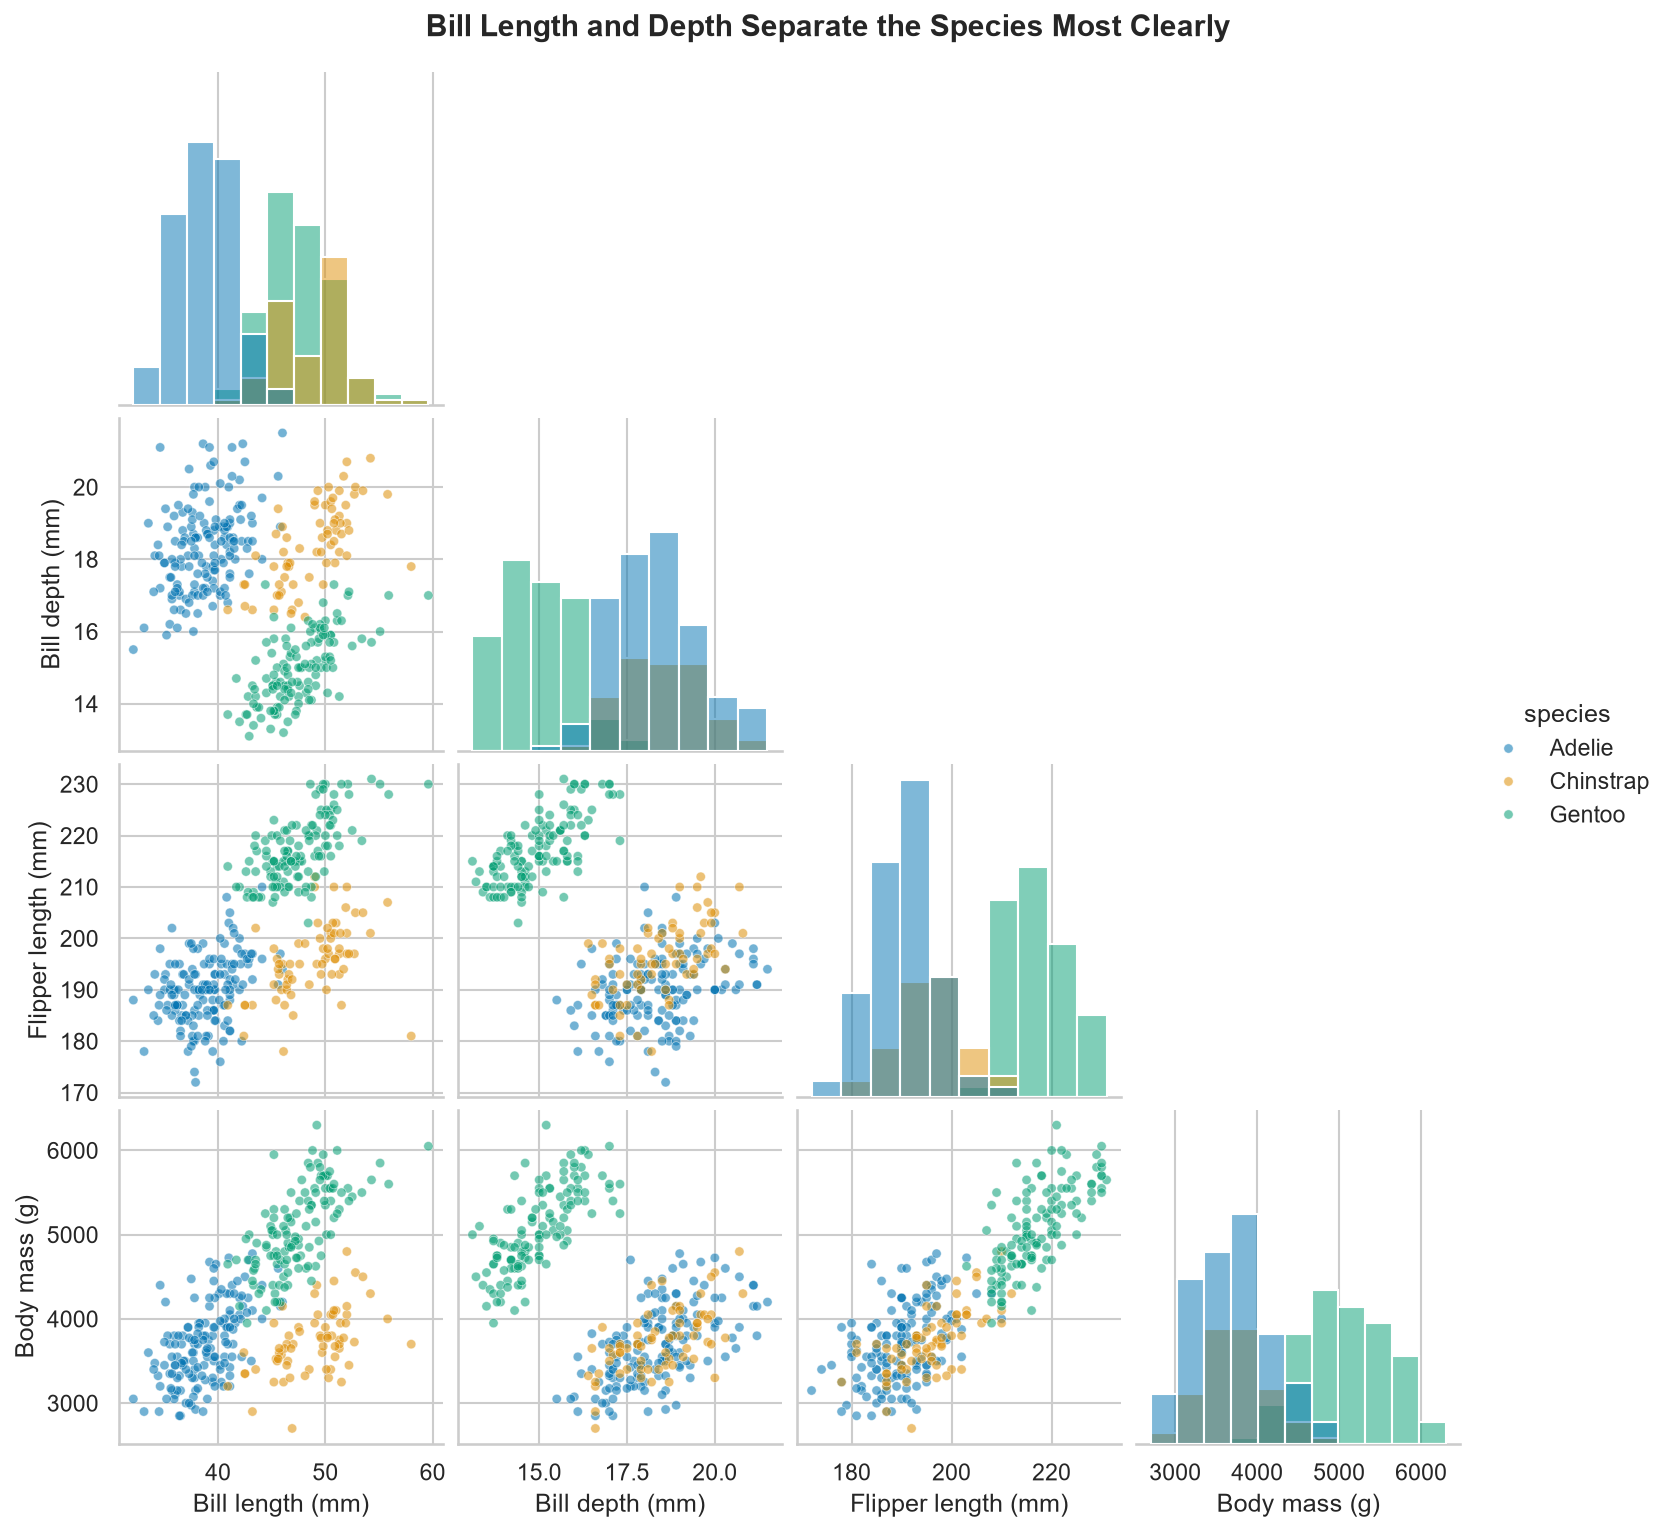 Bill Length and Depth Separate the Species Most Clearly
Bill depth (mm)
20
18
16
14
Flipper length (mm)
230
220
210
200
190
180
170
species
Adelie
Chinstrap
Gentoo
Body mass (g)
6000
5000
4000
3000
40 50 60
Bill length (mm)
15.0 17.5 20.0
Bill depth (mm)
180 200 220
Flipper length (mm)
3000 4000 5000 6000
Body mass (g)